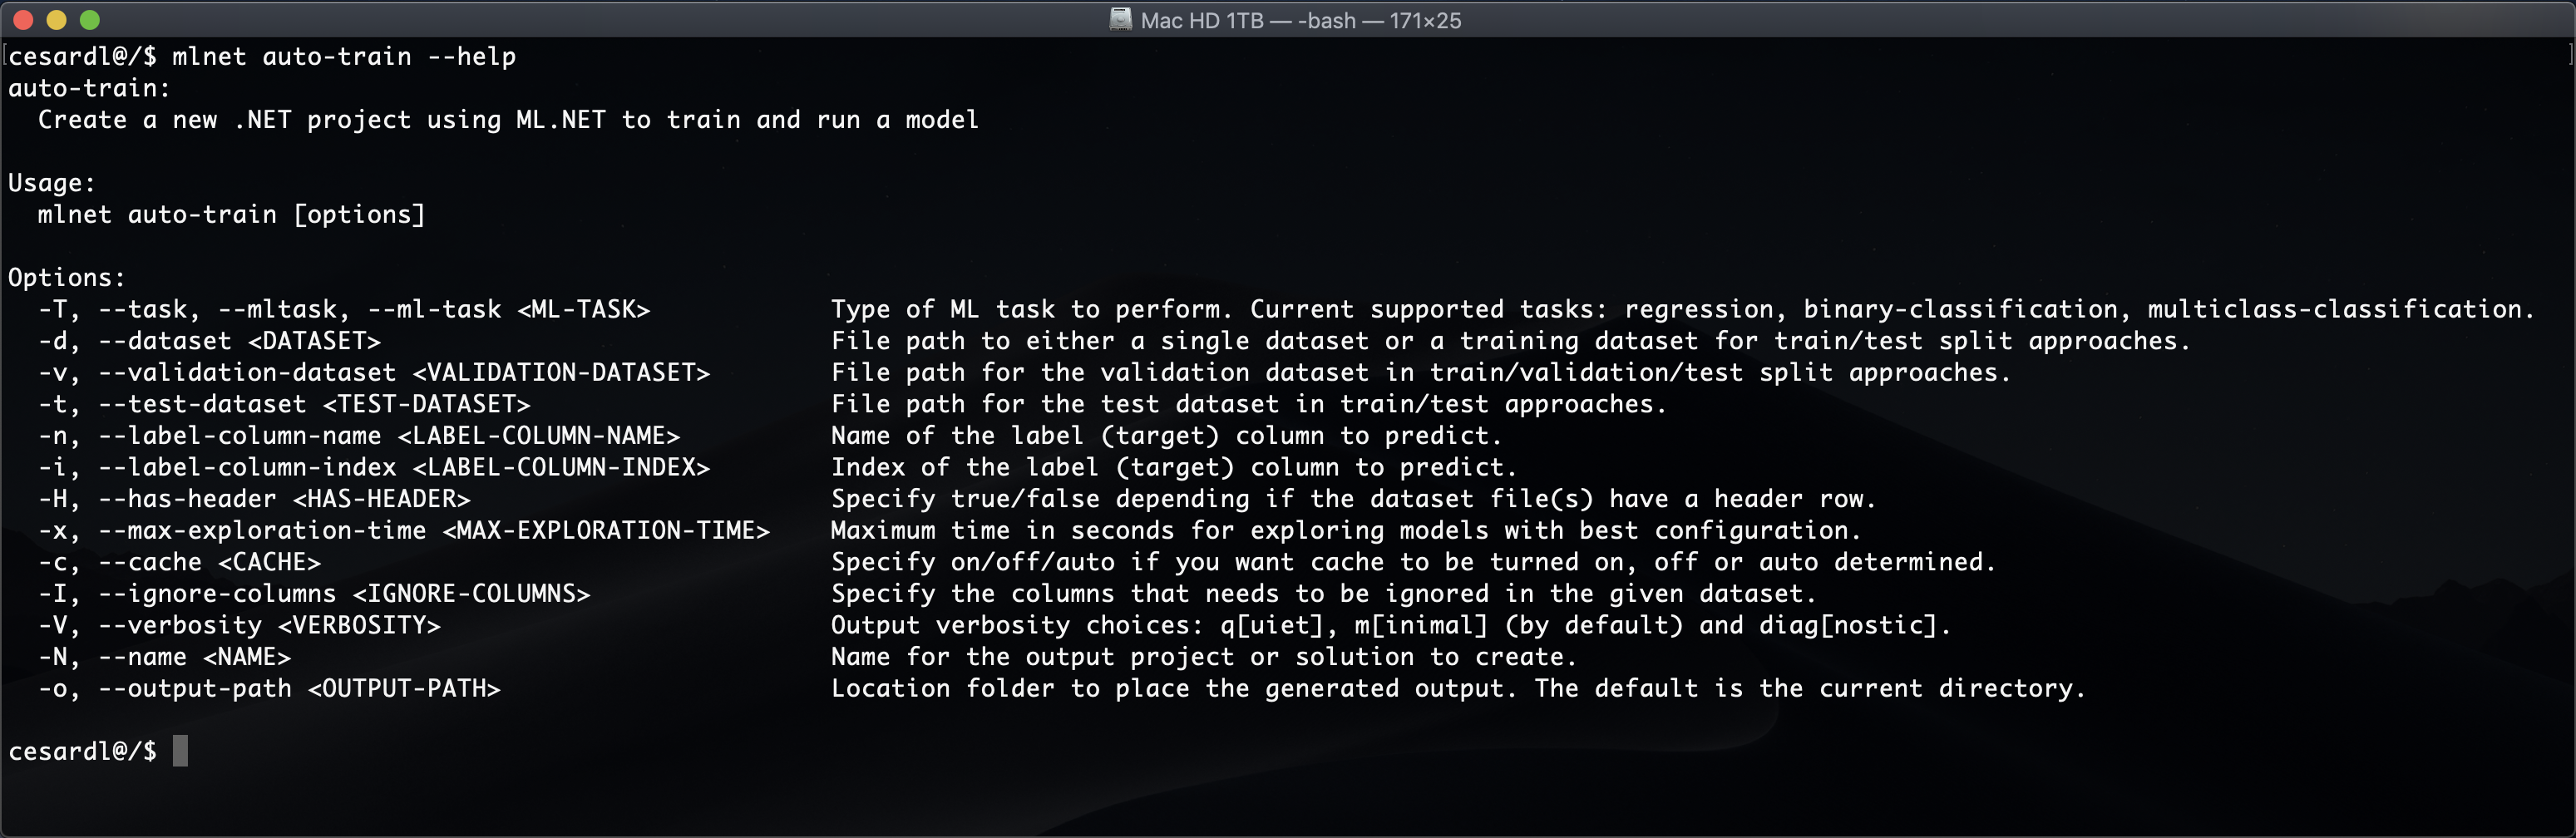 Mac HD 1TB — -bash — 171×25
cesardl@/$ mlnet auto-train --help
auto-train:
  Create a new .NET project using ML.NET to train and run a model

Usage:
  mlnet auto-train [options]

Options:
  -T, --task, --mltask, --ml-task <ML-TASK>            Type of ML task to perform. Current supported tasks: regression, binary-classification, multiclass-classification.
  -d, --dataset <DATASET>                              File path to either a single dataset or a training dataset for train/test split approaches.
  -v, --validation-dataset <VALIDATION-DATASET>        File path for the validation dataset in train/validation/test split approaches.
  -t, --test-dataset <TEST-DATASET>                    File path for the test dataset in train/test approaches.
  -n, --label-column-name <LABEL-COLUMN-NAME>          Name of the label (target) column to predict.
  -i, --label-column-index <LABEL-COLUMN-INDEX>        Index of the label (target) column to predict.
  -H, --has-header <HAS-HEADER>                        Specify true/false depending if the dataset file(s) have a header row.
  -x, --max-exploration-time <MAX-EXPLORATION-TIME>    Maximum time in seconds for exploring models with best configuration.
  -c, --cache <CACHE>                                  Specify on/off/auto if you want cache to be turned on, off or auto determined.
  -I, --ignore-columns <IGNORE-COLUMNS>                Specify the columns that needs to be ignored in the given dataset.
  -V, --verbosity <VERBOSITY>                          Output verbosity choices: q[uiet], m[inimal] (by default) and diag[nostic].
  -N, --name <NAME>                                    Name for the output project or solution to create.
  -o, --output-path <OUTPUT-PATH>                      Location folder to place the generated output. The default is the current directory.

cesardl@/$